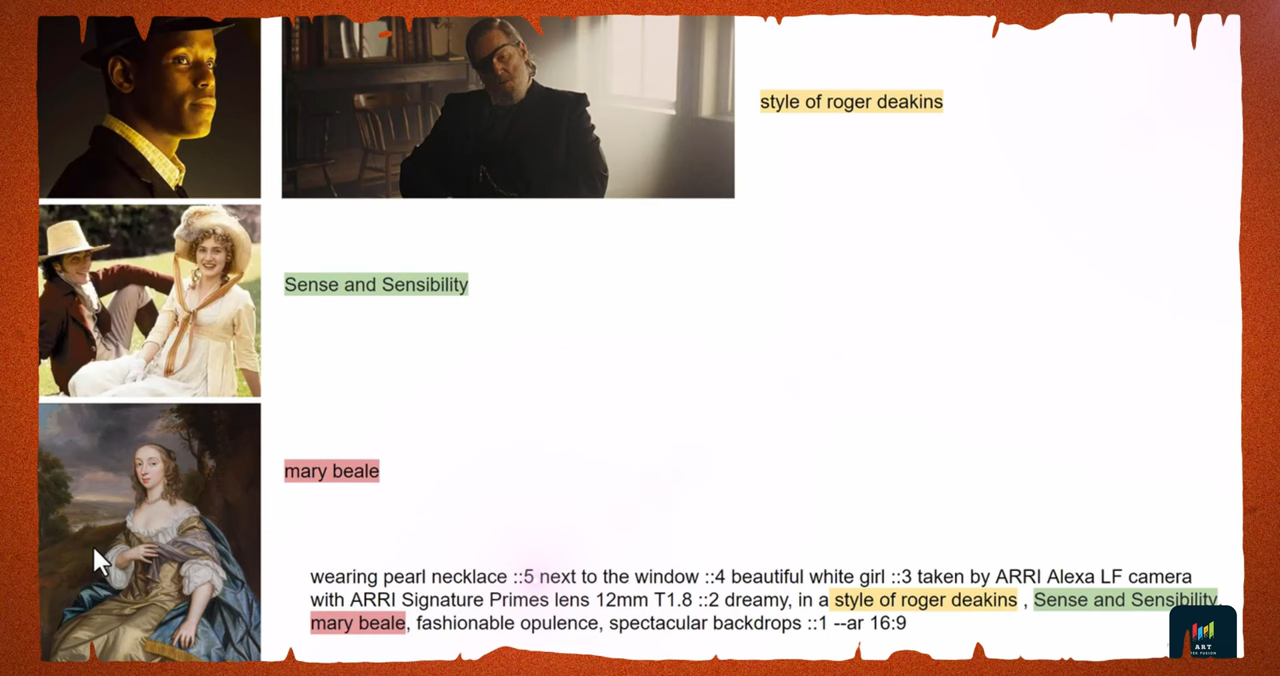 style of roger deakins
Sense and Sensibility
mary beale
wearing pearl necklace ::5 next to the window ::4 beautiful white girl ::3 taken by ARRI Alexa LF camera
with ARRI Signature Primes lens 12mm T1.8 ::2 dreamy, in a style of roger deakins , Sense and Sensibility,
mary beale, fashionable opulence, spectacular backdrops ::1 --ar 16:9
ART